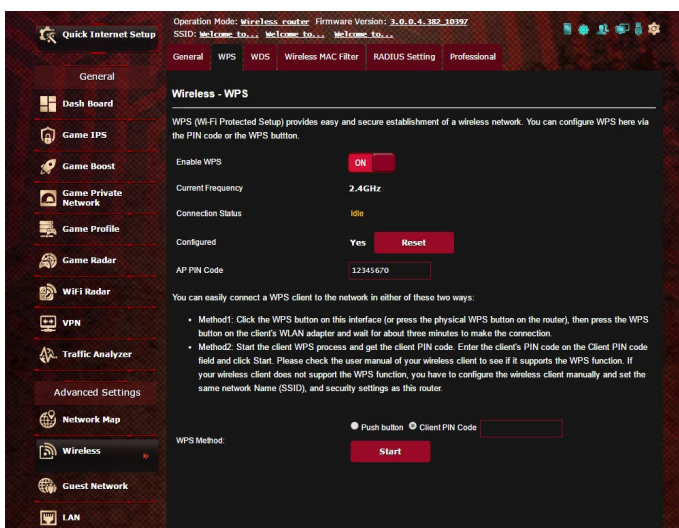 Quick Internet Setup
Operation Mode: Wireless router Firmware Version: 3.0.0.4.382_10397
SSID: Welcome to... Welcome to... Welcome to...
General WPS WDS Wireless MAC Filter RADIUS Setting Professional
General
Dash Board
Game IPS
Game Boost
Game Private
Network
Game Profile
Game Radar
WiFi Radar
VPN
Traffic Analyzer
Advanced Settings
Network Map
Wireless
Guest Network
LAN
Wireless - WPS
WPS (Wi-Fi Protected Setup) provides easy and secure establishment of a wireless network. You can configure WPS here via
the PIN code or the WPS buttton.
Enable WPS ON
Current Frequency 2.4GHz
Connection Status Idle
Configured Yes Reset
AP PIN Code 12345670
You can easily connect a WPS client to the network in either of these two ways:
• Method1: Click the WPS button on this interface (or press the physical WPS button on the router), then press the WPS
button on the client's WLAN adapter and wait for about three minutes to make the connection.
• Method2: Start the client WPS process and get the client PIN code. Enter the client's PIN code on the Client PIN code
field and click Start. Please check the user manual of your wireless client to see if it supports the WPS function. If
your wireless client does not support the WPS function, you have to configure the wireless client manually and set the
same network Name (SSID), and security settings as this router.
WPS Method: Push button Client PIN Code
Start